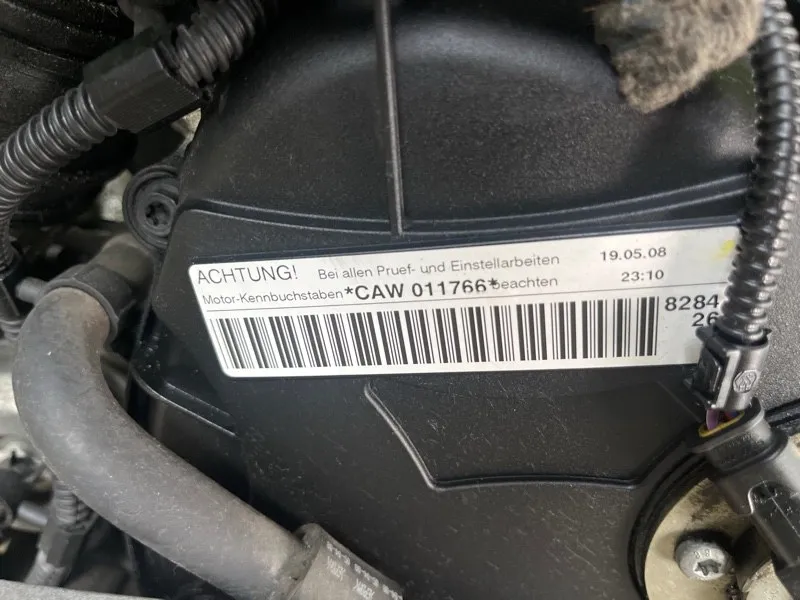 ACHTUNG! Bei allen Pruef- und Einstellarbeiten 19.05.08
Motor-Kennbuchstaben *CAW 011766* beachten 23:10
8284
26